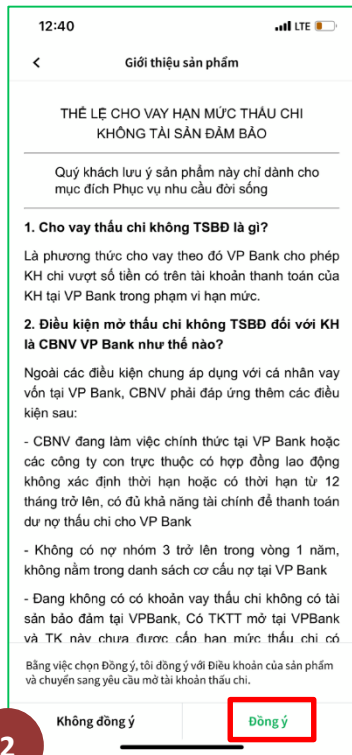 12:40
LTE
Giới thiệu sản phẩm
THỂ LỆ CHO VAY HẠN MỨC THẤU CHI
KHÔNG TÀI SẢN ĐẢM BẢO
Quý khách lưu ý sản phẩm này chỉ dành cho
mục đích Phục vụ nhu cầu đời sống
1. Cho vay thấu chi không TSBĐ là gì?
Là phương thức cho vay theo đó VP Bank cho phép
KH chi vượt số tiền có trên tài khoản thanh toán của
KH tại VP Bank trong phạm vi hạn mức.
2. Điều kiện mở thấu chi không TSBĐ đối với KH
là CBNV VP Bank như thế nào?
Ngoài các điều kiện chung áp dụng với cá nhân vay
vốn tại VP Bank, CBNV phải đáp ứng thêm các điều
kiện sau:
- CBNV đang làm việc chính thức tại VP Bank hoặc
các công ty con trực thuộc có hợp đồng lao động
không xác định thời hạn hoặc có thời hạn từ 12
tháng trở lên, có đủ khả năng tài chính để thanh toán
dư nợ thấu chi cho VP Bank
- Không có nợ nhóm 3 trở lên trong vòng 1 năm,
không nằm trong danh sách cơ cấu nợ tại VP Bank
- Đang không có có khoản vay thấu chi không có tài
sản bảo đảm tại VPBank, Có TKTT mở tại VPBank
và TK này chưa được cấp hạn mức thấu chi có
Bằng việc chọn Đồng ý, tôi đồng ý với Điều khoản của sản phẩm
và chuyển sang yêu cầu mở tài khoản thấu chi.
Không đồng ý
Đồng ý
2